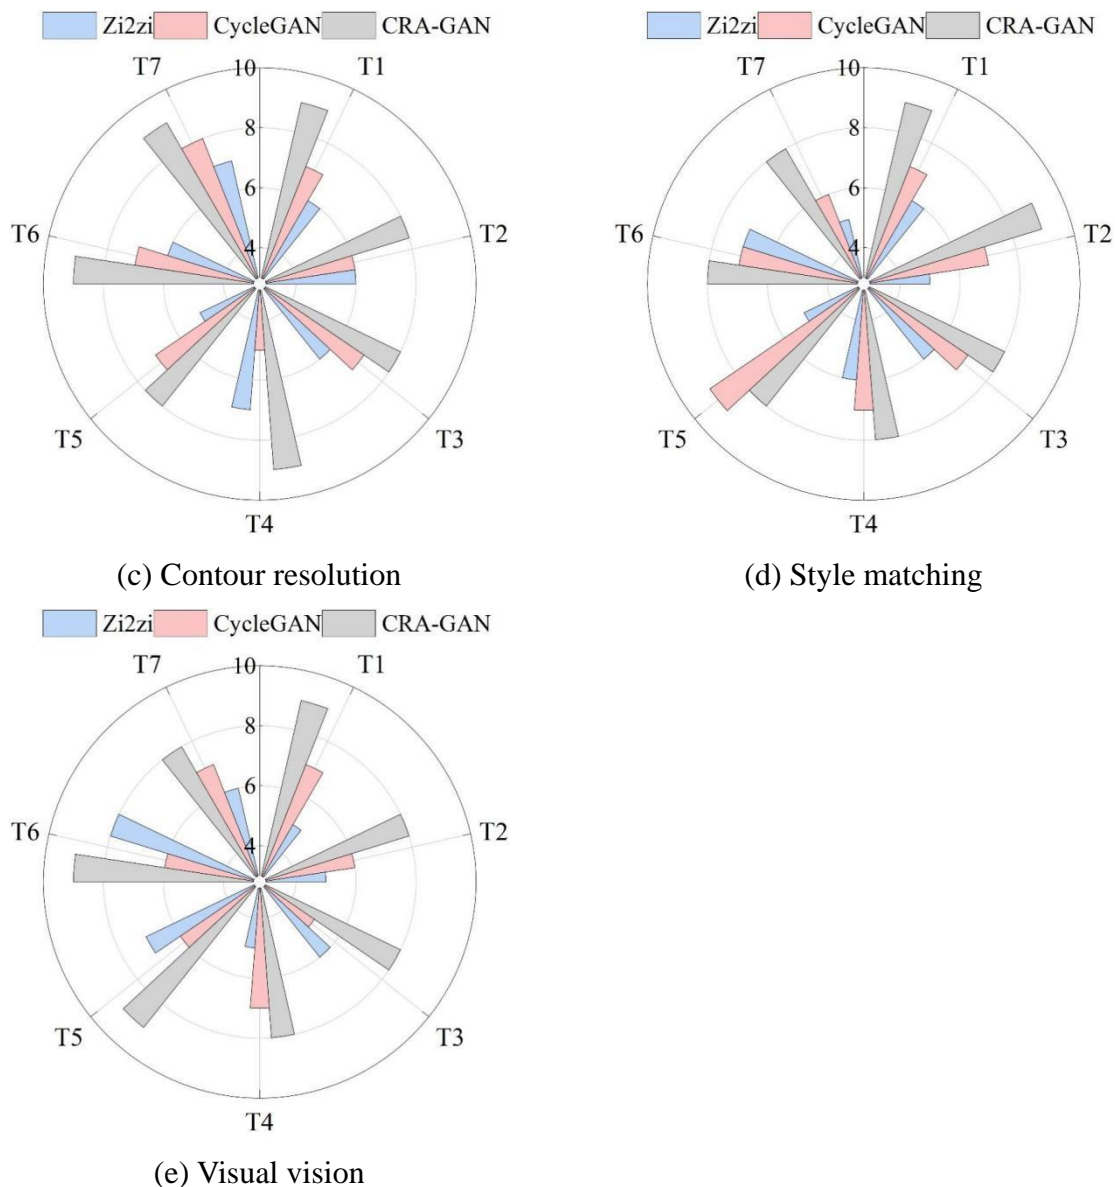 Zi2zi CycleGAN CRA-GAN
T7 10 T1
8
6
T6 4 T2
T5 T3
T4
(c) Contour resolution
Zi2zi CycleGAN CRA-GAN
T7 10 T1
8
6
T6 4 T2
T5 T3
T4
(d) Style matching
Zi2zi CycleGAN CRA-GAN
T7 10 T1
8
6
T6 4 T2
T5 T3
T4
(e) Visual vision